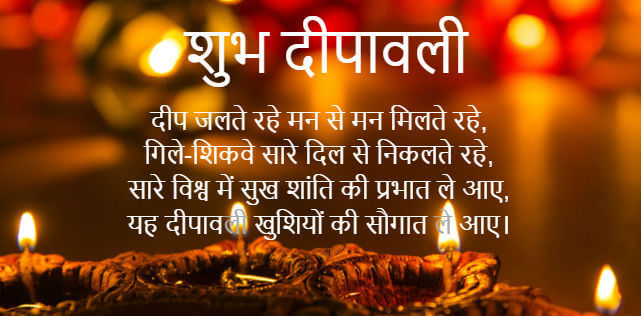 शुभ दीपावली
दीप जलते रहे मन से मन मिलते रहे,
गिले-शिकवे सारे दिल से निकलते रहे,
सारे विश्व में सुख शांति की प्रभात ले आए,
यह दीपावली खुशियों की सौगात ले आए।